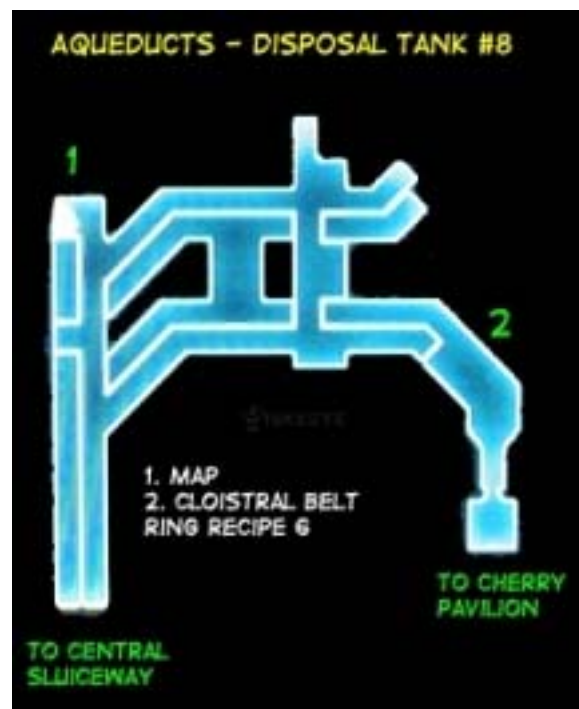 AQUEDUCTS - DISPOSAL TANK #8
1
2
1. MAP
2. CLOISTRAL BELT
RING RECIPE 6
TO CHERRY
PAVILION
TO CENTRAL
SLUICEWAY